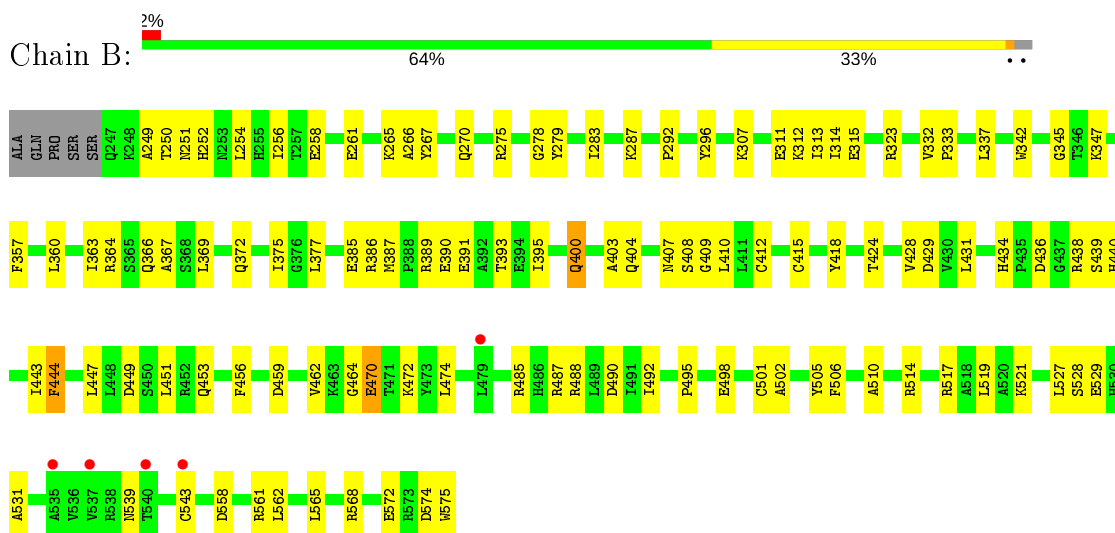 2%
Chain B:
64% 33% • •
ALA GLN PRO SER SER Q247 K248 A249 T250 N251 H252 N253 L254 H255 I256 T257 E258 E261 K265 A266 Y267 Q270 R275 G278 Y279 I283 K287 P292 Y296 K307 E311 K312 I313 I314 E315 R323 V332 P333 L337 W342 G345 T346 K347
F357 L360 I363 R364 S365 Q366 A367 S368 L369 Q372 I375 G376 L377 E385 R386 M387 P388 R389 E390 E391 A392 T393 E394 I395 Q400 A403 Q404 N407 S408 G409 L410 L411 C412 C415 Y418 T424 V428 D429 V430 L431 H434 P435 D436 G437 R438 S439 H440
I443 F444 L447 L448 D449 S450 L451 R452 Q453 F456 D459 V462 K463 G464 E470 T471 K472 Y473 L474 L479 R485 H486 R487 R488 L489 D490 I491 I492 P495 E498 C501 A502 Y505 F506 A510 R514 R517 A518 L519 A520 K521 L527 S528 E529 H530
A531 A535 V536 V537 R538 N539 T540 C543 D558 R561 L562 L565 R568 E572 R573 D574 W575